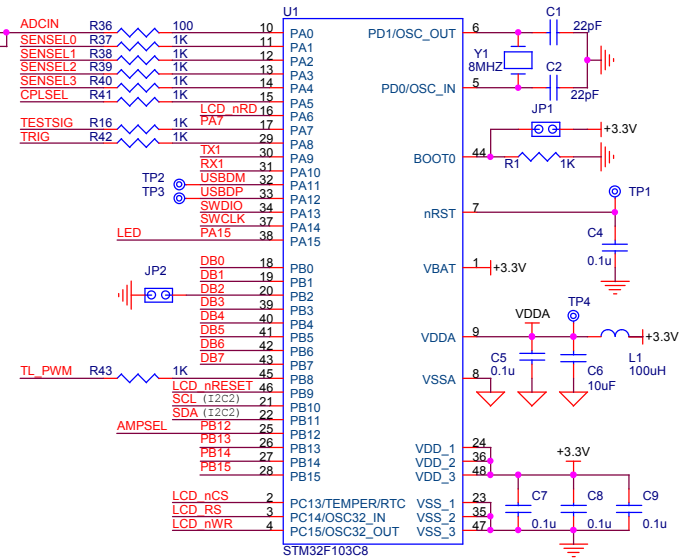 U1
ADCIN R36 100 10 PA0
SENSEL0 R37 1K 11 PA1
SENSEL1 R38 1K 12 PA2
SENSEL2 R39 1K 13 PA3
SENSEL3 R40 1K 14 PA4
CPLSEL R41 1K 15 PA5
LCD_nRD 16 PA6
TESTSIG R16 1K PA7 17 PA7
TRIG R42 1K 29 PA8
TX1 30 PA9
RX1 31 PA10
TP2 USBDM 32 PA11
TP3 USBDP 33 PA12
SWDIO 34 PA13
SWCLK 37 PA14
LED PA15 38 PA15
DB0 18 PB0
DB1 19 PB1
JP2 DB2 20 PB2
DB3 39 PB3
DB4 40 PB4
DB5 41 PB5
DB6 42 PB6
DB7 43 PB7
TL_PWM R43 1K 45 PB8
LCD_nRESET 46 PB9
SCL (I2C2) 21 PB10
SDA (I2C2) 22 PB11
AMPSEL PB12 25 PB12
PB13 26 PB13
PB14 27 PB14
PB15 28 PB15
LCD_nCS 2 PC13/TEMPER/RTC
LCD_RS 3 PC14/OSC32_IN
LCD_nWR 4 PC15/OSC32_OUT
STM32F103C8
PD1/OSC_OUT 6 C1 22pF
Y1 8MHZ
PD0/OSC_IN 5 C2 22pF
JP1 +3.3V
BOOT0 44 R1 1K
TP1
nRST 7
C4 0.1u
VBAT 1 +3.3V
VDDA TP4
VDDA 9 +3.3V
L1 100uH
C5 0.1u
C6 10uF
VSSA 8
VDD_1 24
VDD_2 36 +3.3V
VDD_3 48
VSS_1 23 C7 C8 C9
VSS_2 35
VSS_3 47 0.1u 0.1u 0.1u